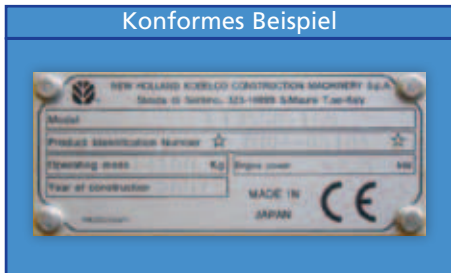 Konformes Beispiel
NEW HOLLAND KOBELCO CONSTRUCTION MACHINERY S.p.A
Strada di Settimo, 323-10099 S.Mauro T.se-Italy
Model
Product Identification Number
Operating mass Kg Engine power kW
Year of construction
MADE IN
JAPAN
CE